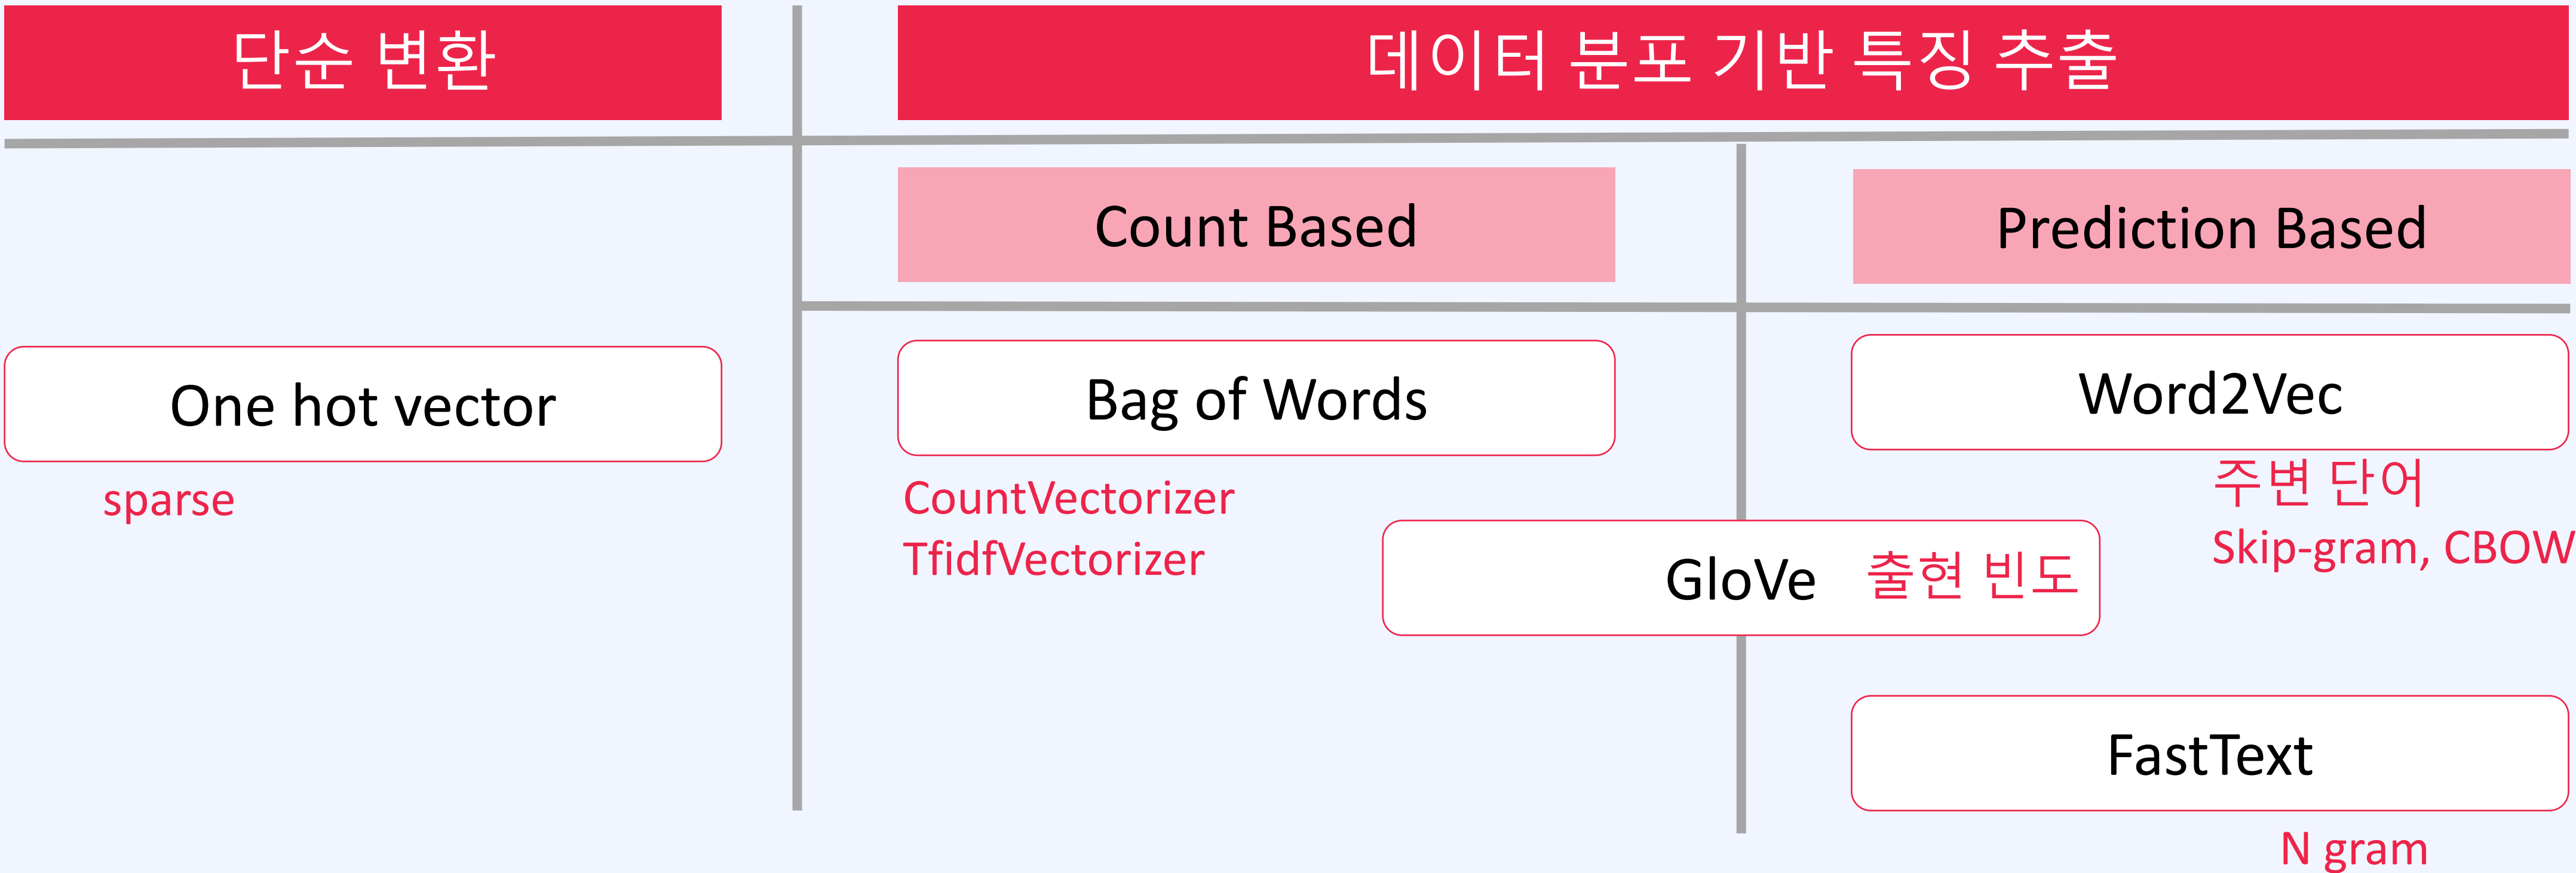 단순 변환
데이터 분포 기반 특징 추출
Count Based
Prediction Based
One hot vector
sparse
Bag of Words
CountVectorizer
TfidfVectorizer
Word2Vec
주변 단어
Skip-gram, CBOW
GloVe 출현 빈도
FastText
N gram